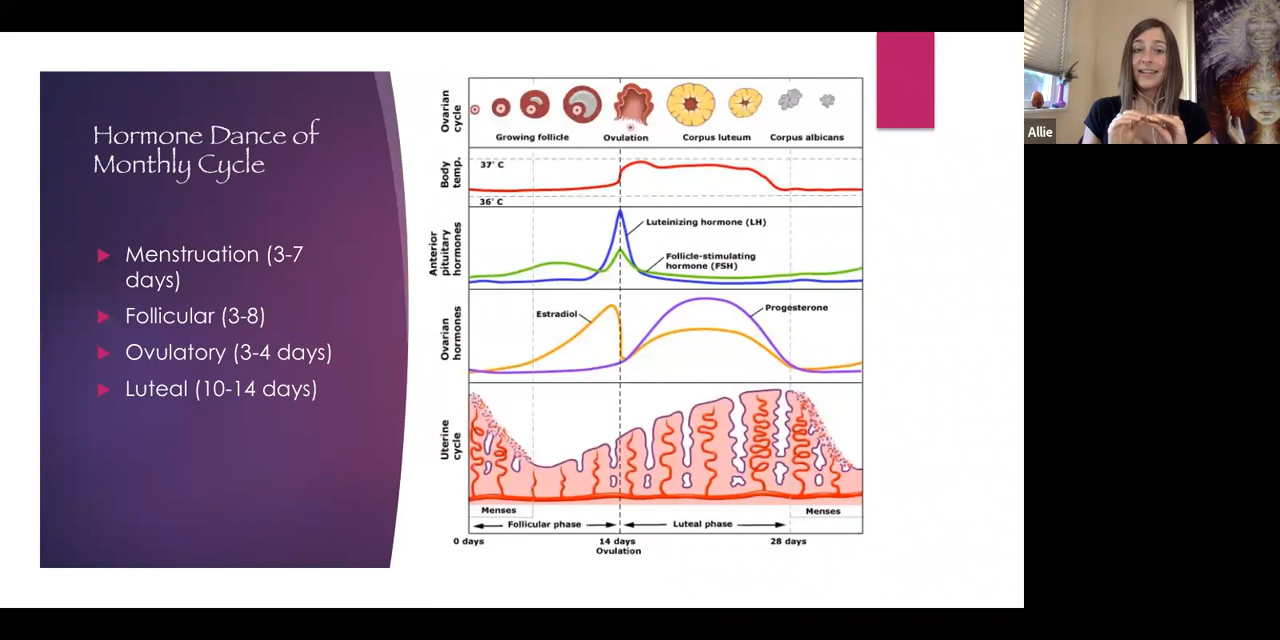 Hormone Dance of
Monthly Cycle
Menstruation (3-7
days)
Follicular (3-8)
Ovulatory (3-4 days)
Luteal (10-14 days)
Ovarian
cycle
Growing follicle
Ovulation
Corpus luteum
Corpus albicans
Body
temp.
37° C
36° C
Anterior
pituitary
hormones
Luteinizing hormone (LH)
Follicle-stimulating
hormone (FSH)
Ovarian
hormones
Estradiol
Progesterone
Uterine
cycle
Menses
Menses
Follicular phase
Luteal phase
0 days
14 days
Ovulation
28 days
Allie